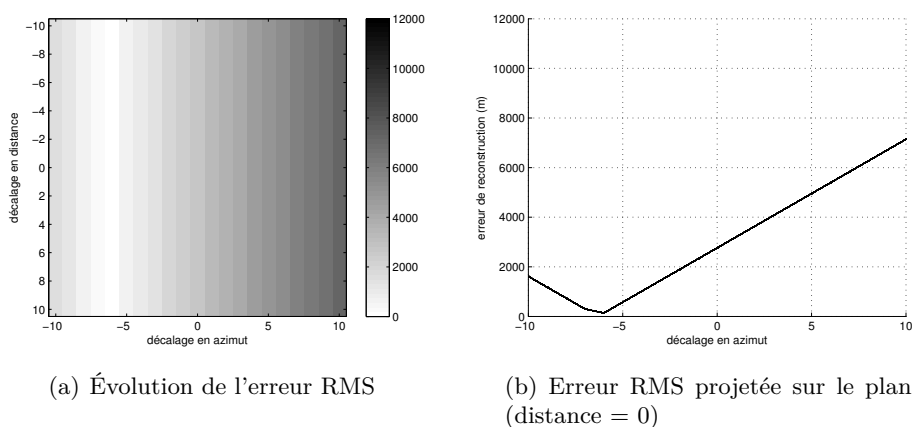 −10
−8
−6
−4
−2
0
2
4
6
8
10
décalage en distance
−10 −5 0 5 10
décalage en azimut
12000
10000
8000
6000
4000
2000
0
12000
10000
8000
6000
4000
2000
0
erreur de reconstruction (m)
−10 −5 0 5 10
décalage en azimut
(a) Évolution de l'erreur RMS
(b) Erreur RMS projetée sur le plan
(distance = 0)